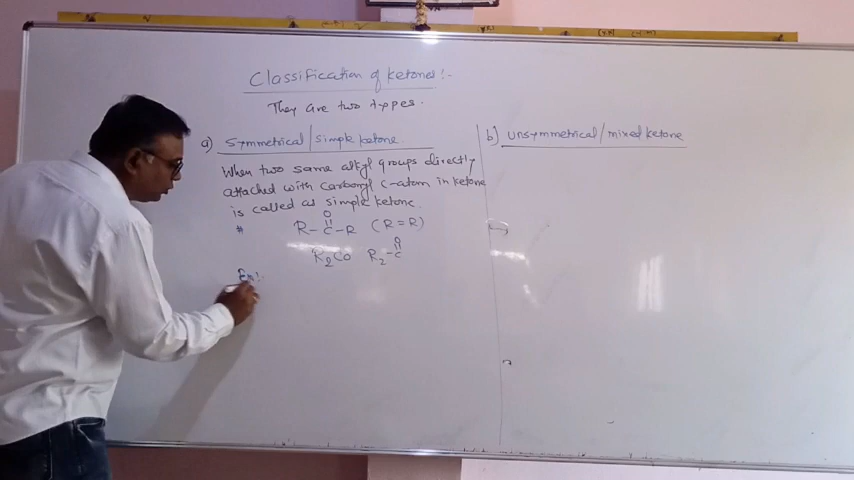 Classification of ketones:-
They are two types.
a) Symmetrical/simple ketone.
When two same alkyl groups directly
attached with carbonyl C-atom in ketone
is called as simple ketone.
O
* R-C-R (R=R)
O
R2CO R2-C
Ex:-
b) Unsymmetrical/mixed ketone